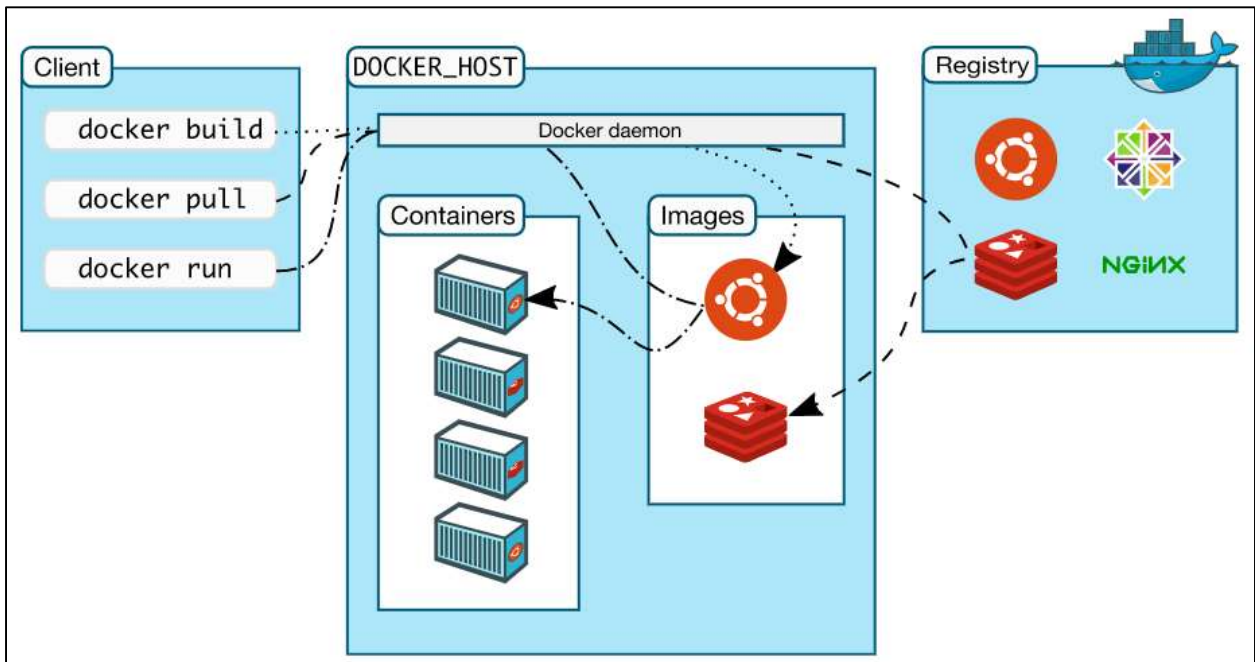 Client
docker build
docker pull
docker run
DOCKER_HOST
Docker daemon
Containers
Images
Registry
NGiNX